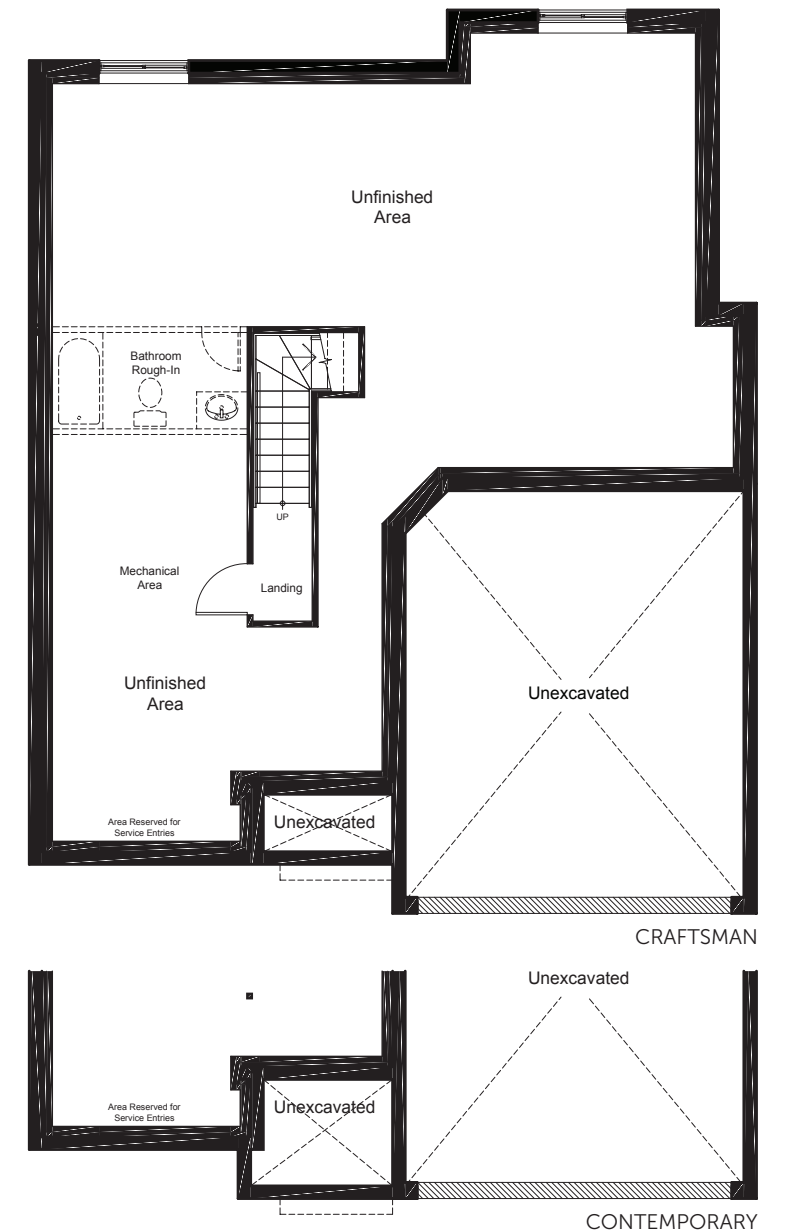 Unfinished
Area
Bathroom
Rough-In
UP
Mechanical
Area
Landing
Unfinished
Area
Unexcavated
Area Reserved for
Service Entries
Unexcavated
CRAFTSMAN
Unexcavated
Area Reserved for
Service Entries
Unexcavated
CONTEMPORARY